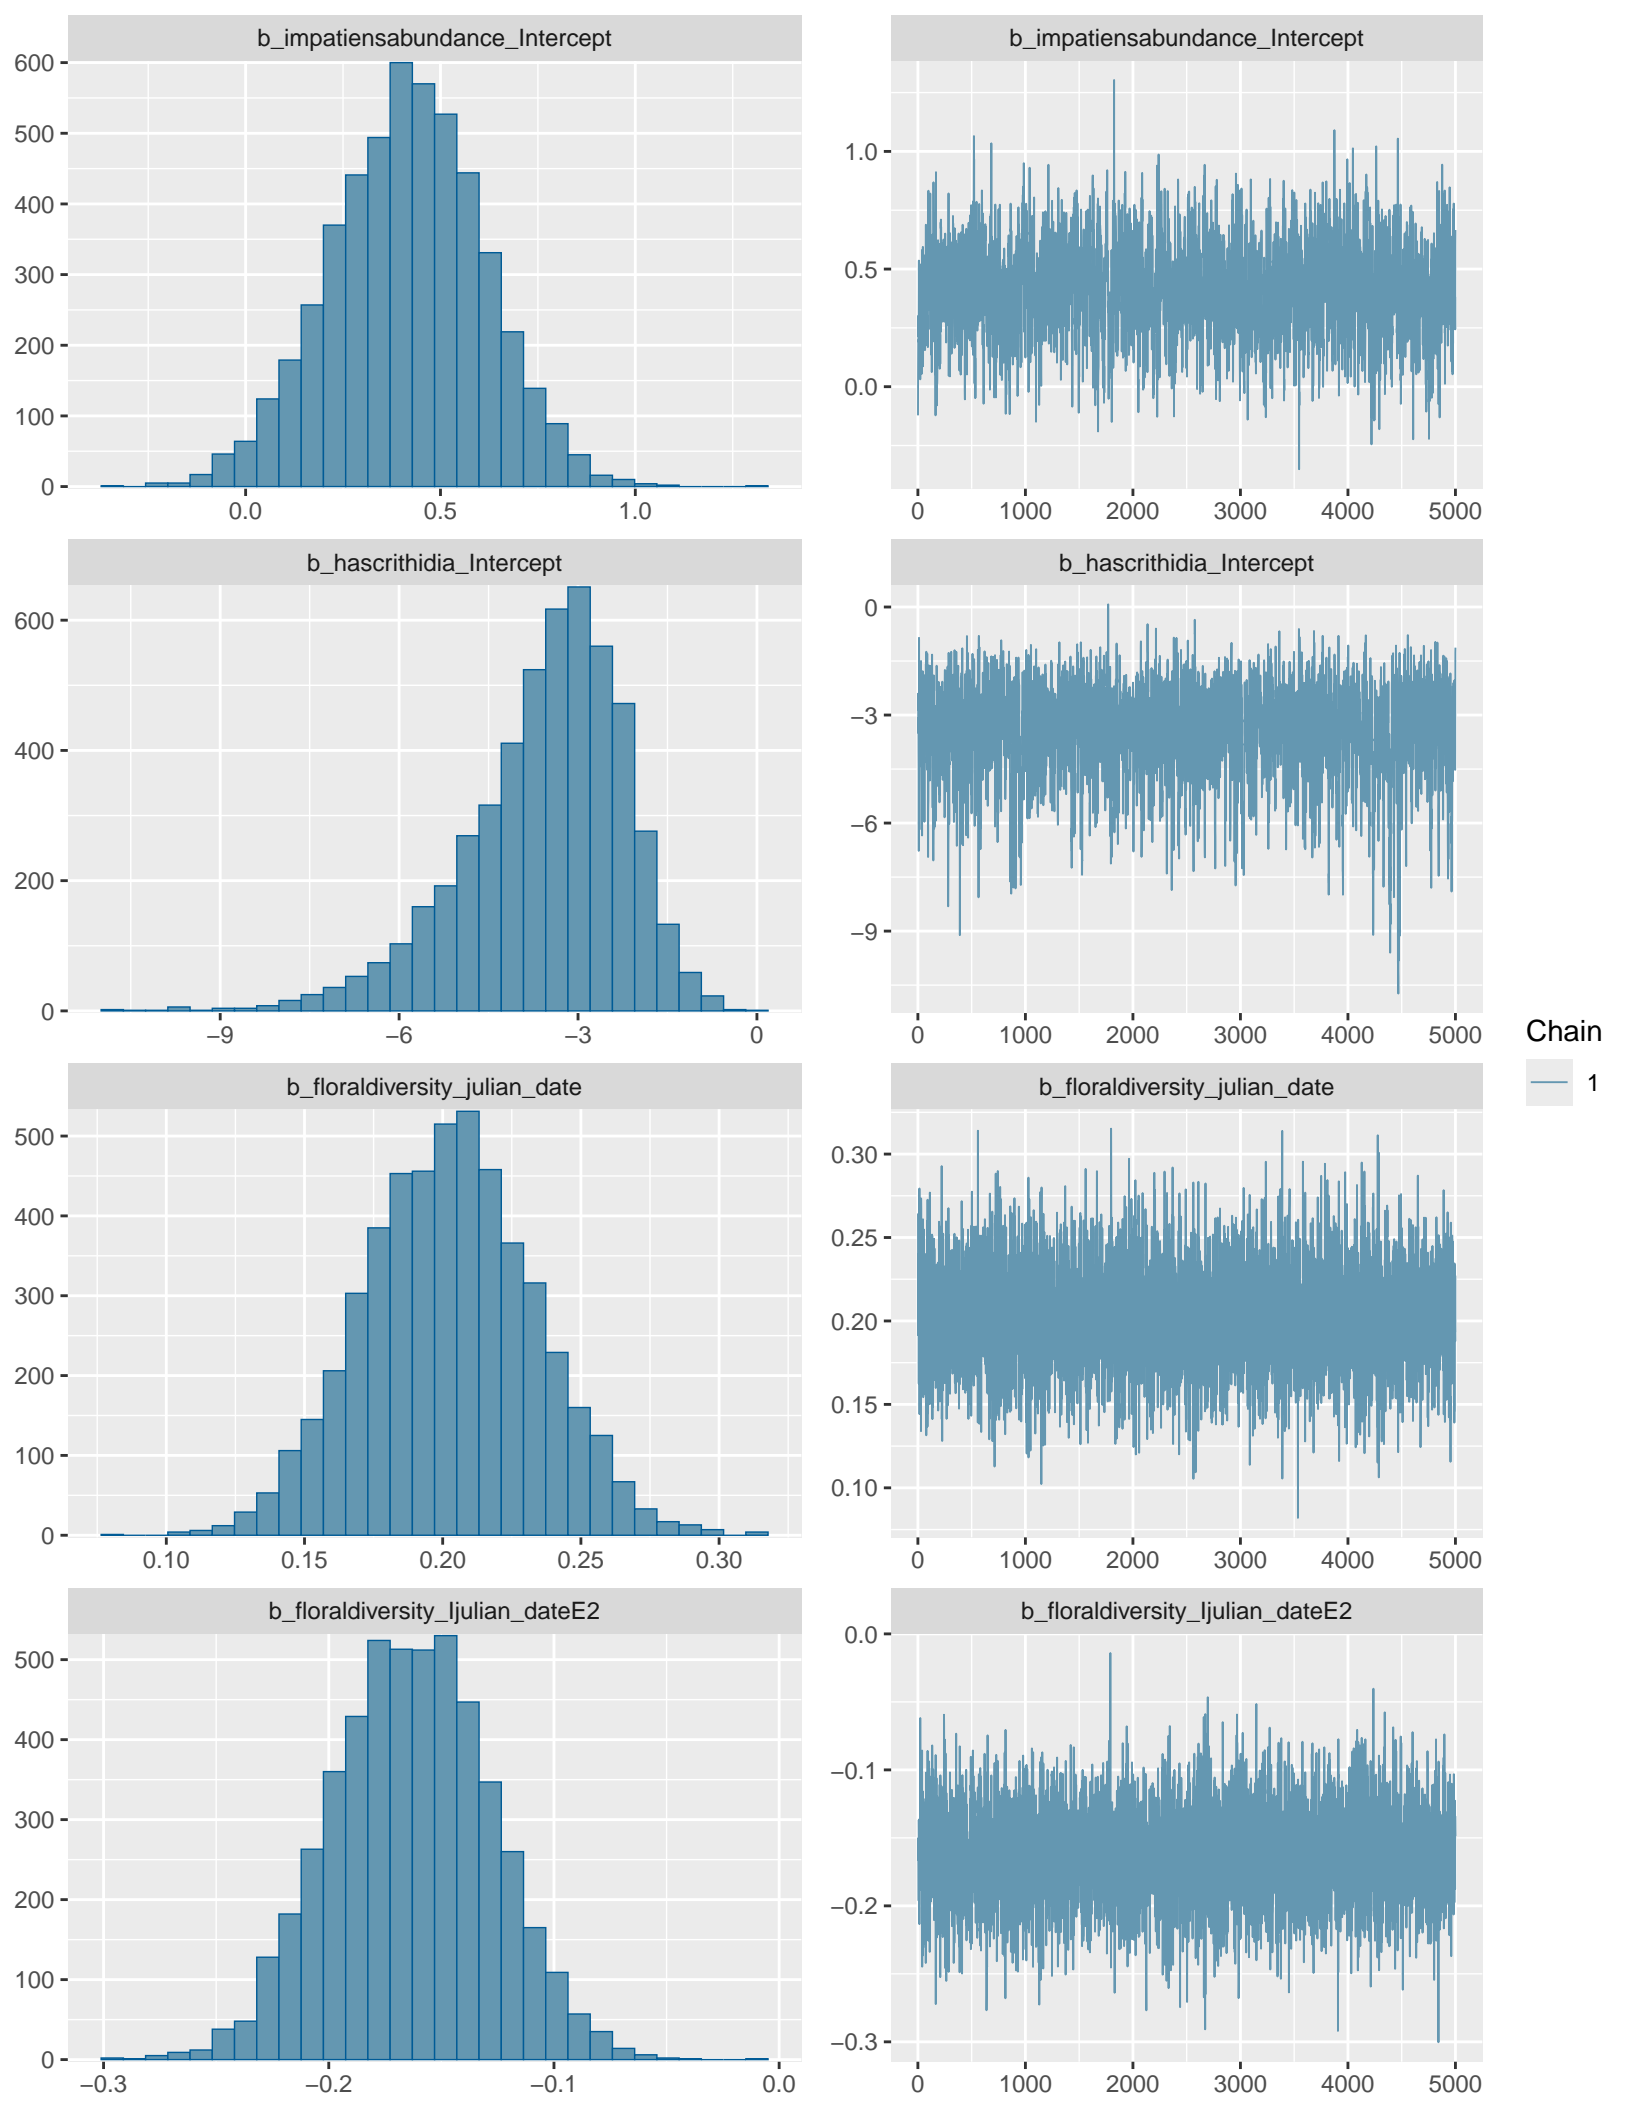 b_impatiensabundance_Intercept
600
500
400
300
200
100
0
0.0 0.5 1.0
b_impatiensabundance_Intercept
1.0
0.5
0.0
0 1000 2000 3000 4000 5000
b_hascrithidia_Intercept
600
400
200
0
−9 −6 −3 0
b_hascrithidia_Intercept
0
−3
−6
−9
0 1000 2000 3000 4000 5000
b_floraldiversity_julian_date
500
400
300
200
100
0
0.10 0.15 0.20 0.25 0.30
b_floraldiversity_julian_date
0.30
0.25
0.20
0.15
0.10
0 1000 2000 3000 4000 5000
b_floraldiversity_Ijulian_dateE2
500
400
300
200
100
0
−0.3 −0.2 −0.1 0.0
b_floraldiversity_Ijulian_dateE2
0.0
−0.1
−0.2
−0.3
0 1000 2000 3000 4000 5000
Chain
1